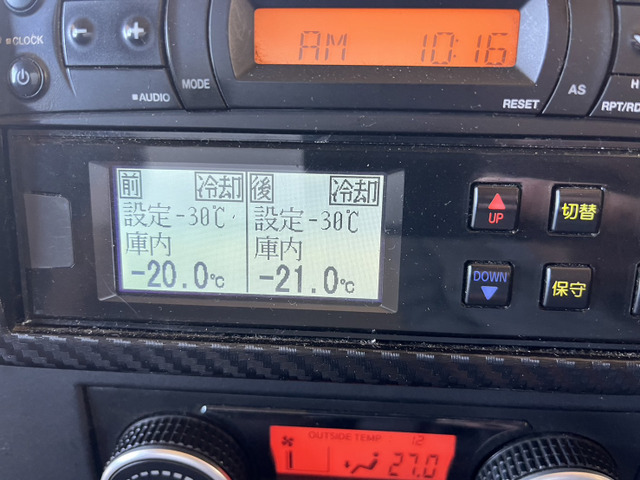 CLOCK
- +
AUDIO
MODE
AM 10:16
RESET
AS
RPT/RD
前 冷却 後 冷却
設定-30℃ 設定-30℃
庫内 庫内
-20.0℃ -21.0℃
UP
切替
DOWN
保守
OUTSIDE TEMP 12
27.0